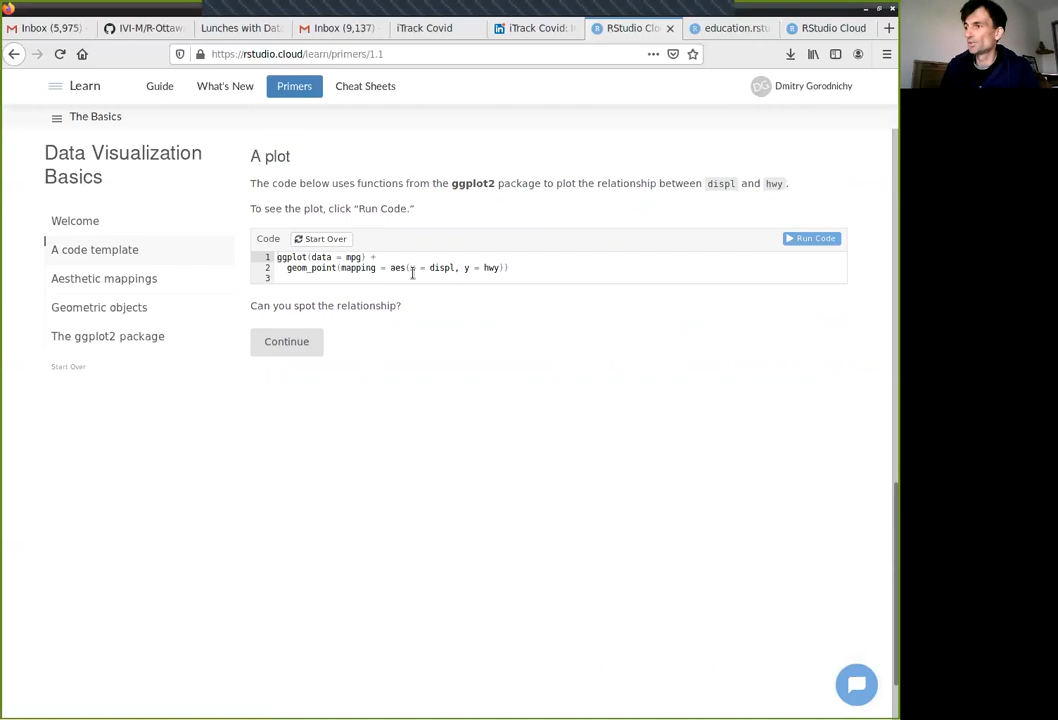 Inbox (5,975)
IVI-M/R-Ottaw
Lunches with Dat
Inbox (9,137)
iTrack Covid
iTrack Covid: I
RStudio Clo
education.rstu
RStudio Cloud
https://rstudio.cloud/learn/primers/1.1
Learn
Guide
What's New
Primers
Cheat Sheets
DG
Dmitry Gorodnichy
The Basics
Data Visualization
Basics
Welcome
A code template
Aesthetic mappings
Geometric objects
The ggplot2 package
Start Over
A plot
The code below uses functions from the ggplot2 package to plot the relationship between displ and hwy.
To see the plot, click “Run Code.”
Code
Start Over
Run Code
1 ggplot(data = mpg) +
2 geom_point(mapping = aes(x = displ, y = hwy))
3
Can you spot the relationship?
Continue